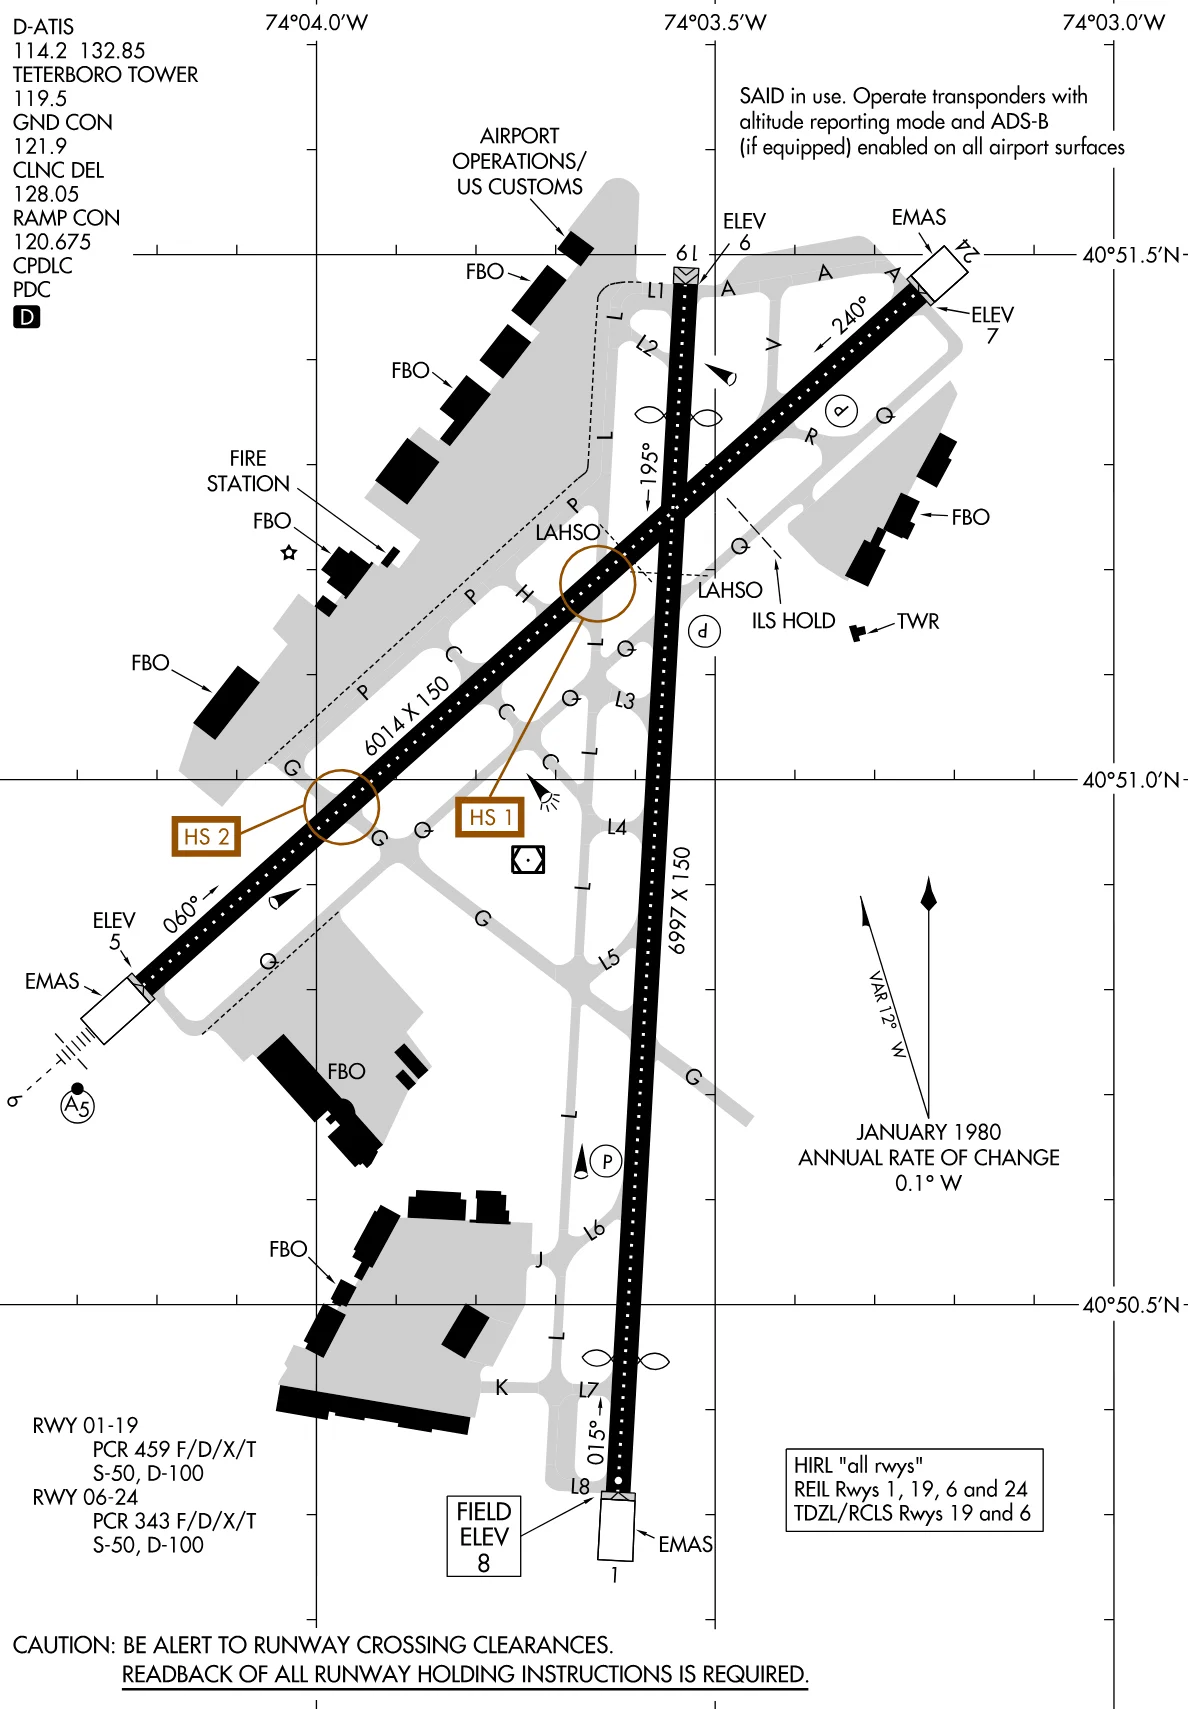 D-ATIS
114.2 132.85
TETERBORO TOWER
119.5
GND CON
121.9
CLNC DEL
128.05
RAMP CON
120.675
CPDLC
PDC
D
74°04.0'W
74°03.5'W
74°03.0'W
SAID in use. Operate transponders with
altitude reporting mode and ADS-B
(if equipped) enabled on all airport surfaces
AIRPORT
OPERATIONS/
US CUSTOMS
ELEV
6
EMAS
24
19
40°51.5'N
FBO
L1
A
A
A
ELEV
7
L
L2
V
240°
FBO
P
Q
R
L
195°
FIRE
STATION
FBO
P
LAHSO
FBO
Q
P
H
LAHSO
ILS HOLD
TWR
P
FBO
C
L
Q
P
6014 X 150
C
Q
L3
G
C
L
40°51.0'N
HS 2
HS 1
G
Q
L4
6997 X 150
L
060°
ELEV
5
G
Q
L5
EMAS
VAR 12° W
FBO
G
6
A5
L
JANUARY 1980
ANNUAL RATE OF CHANGE
0.1° W
P
L6
FBO
J
40°50.5'N
L
K
L7
015°
RWY 01-19
PCR 459 F/D/X/T
S-50, D-100
RWY 06-24
PCR 343 F/D/X/T
S-50, D-100
L8
FIELD
ELEV
8
EMAS
1
HIRL "all rwys"
REIL Rwys 1, 19, 6 and 24
TDZL/RCLS Rwys 19 and 6
CAUTION: BE ALERT TO RUNWAY CROSSING CLEARANCES.
READBACK OF ALL RUNWAY HOLDING INSTRUCTIONS IS REQUIRED.